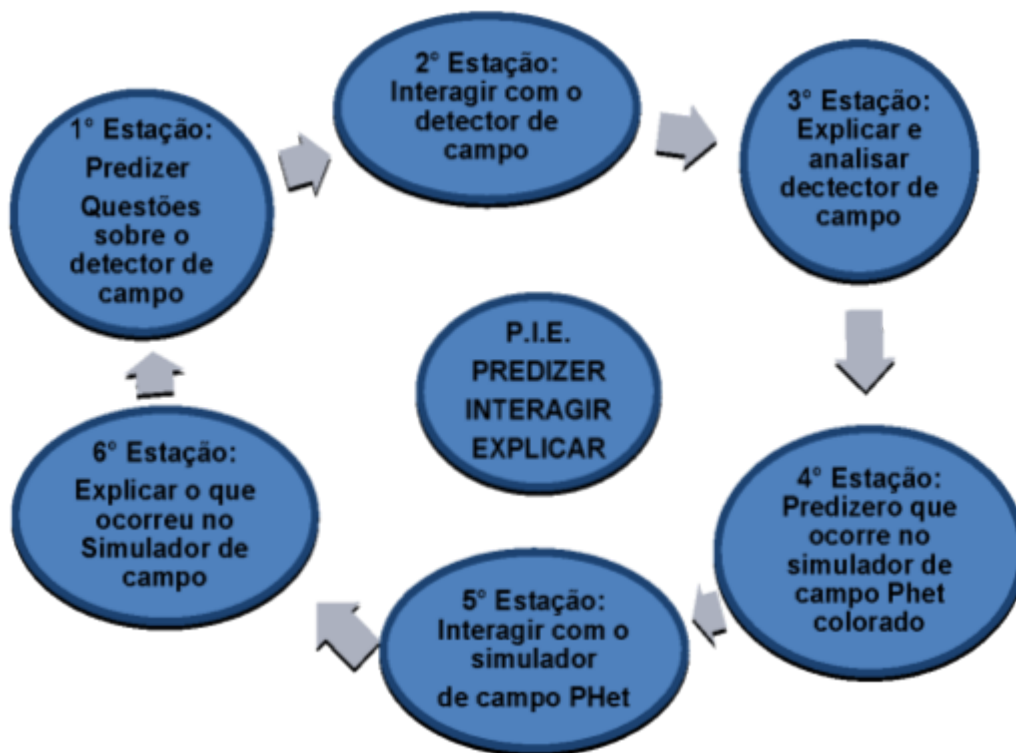 1° Estação:
Predizer
Questões
sobre o
detector de
campo
2° Estação:
Interagir com o
detector de
campo
3° Estação:
Explicar e
analisar
dectector de
campo
P.I.E.
PREDIZER
INTERAGIR
EXPLICAR
4° Estação:
Predizero que
ocorre no
simulador de
campo Phet
colorado
5° Estação:
Interagir com o
simulador
de campo PHet
6° Estação:
Explicar o que
ocorreu no
Simulador de
campo